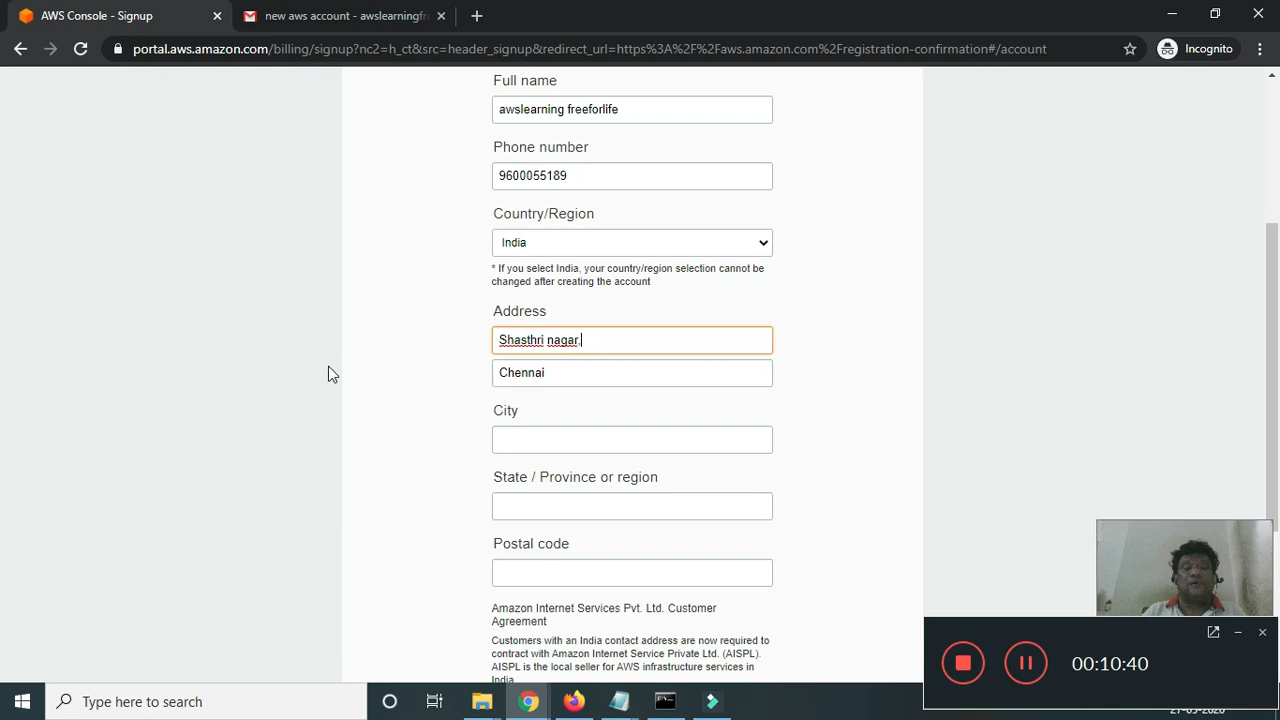 AWS Console - Signup
new aws account - awslearningfre
portal.aws.amazon.com/billing/signup?nc2=h_ct&src=header_signup&redirect_url=https%3A%2F%2Faws.amazon.com%2Fregistration-confirmation#/account
Incognito
Full name
awslearning freeforlife
Phone number
9600055189
Country/Region
India
* If you select India, your country/region selection cannot be
changed after creating the account
Address
Shasthri nagar.
Chennai
City
State / Province or region
Postal code
Amazon Internet Services Pvt. Ltd. Customer
Agreement
Customers with an India contact address are now required to
contract with Amazon Internet Service Private Ltd. (AISPL).
AISPL is the local seller for AWS infrastructure services in
India.
00:10:40
Type here to search